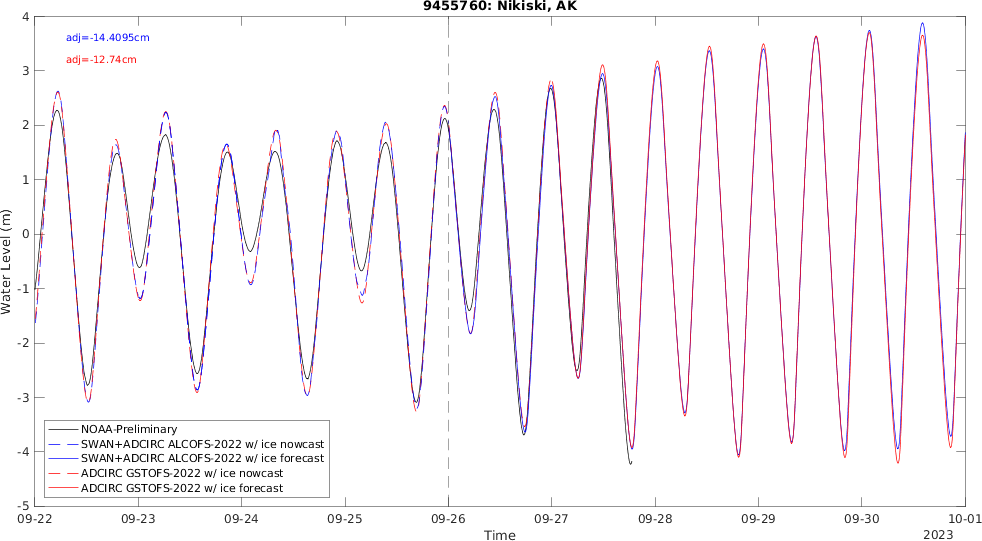 9455760: Nikiski, AK
adj=-14.4095cm
adj=-12.74cm
4
3
2
1
0
-1
-2
-3
-4
-5
Water Level (m)
NOAA-Preliminary
SWAN+ADCIRC ALCOFS-2022 w/ ice nowcast
SWAN+ADCIRC ALCOFS-2022 w/ ice forecast
ADCIRC GSTOFS-2022 w/ ice nowcast
ADCIRC GSTOFS-2022 w/ ice forecast
09-22 09-23 09-24 09-25 09-26 09-27 09-28 09-29 09-30 10-01
Time
2023